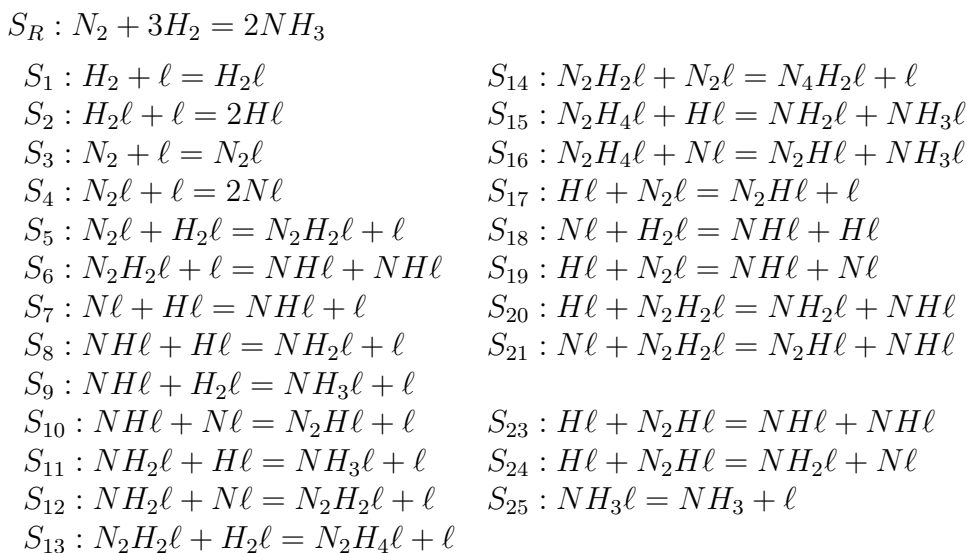 S_R : N_2 + 3H_2 = 2NH_3
S_1 : H_2 + ℓ = H_2ℓ
S_2 : H_2ℓ + ℓ = 2Hℓ
S_3 : N_2 + ℓ = N_2ℓ
S_4 : N_2ℓ + ℓ = 2Nℓ
S_5 : N_2ℓ + H_2ℓ = N_2H_2ℓ + ℓ
S_6 : N_2H_2ℓ + ℓ = NHℓ + NHℓ
S_7 : Nℓ + Hℓ = NHℓ + ℓ
S_8 : NHℓ + Hℓ = NH_2ℓ + ℓ
S_9 : NHℓ + H_2ℓ = NH_3ℓ + ℓ
S_10 : NHℓ + Nℓ = N_2Hℓ + ℓ
S_11 : NH_2ℓ + Hℓ = NH_3ℓ + ℓ
S_12 : NH_2ℓ + Nℓ = N_2H_2ℓ + ℓ
S_13 : N_2H_2ℓ + H_2ℓ = N_2H_4ℓ + ℓ
S_14 : N_2H_2ℓ + N_2ℓ = N_4H_2ℓ + ℓ
S_15 : N_2H_4ℓ + Hℓ = NH_2ℓ + NH_3ℓ
S_16 : N_2H_4ℓ + Nℓ = N_2Hℓ + NH_3ℓ
S_17 : Hℓ + N_2ℓ = N_2Hℓ + ℓ
S_18 : Nℓ + H_2ℓ = NHℓ + Hℓ
S_19 : Hℓ + N_2ℓ = NHℓ + Nℓ
S_20 : Hℓ + N_2H_2ℓ = NH_2ℓ + NHℓ
S_21 : Nℓ + N_2H_2ℓ = N_2Hℓ + NHℓ
S_23 : Hℓ + N_2Hℓ = NHℓ + NHℓ
S_24 : Hℓ + N_2Hℓ = NH_2ℓ + Nℓ
S_25 : NH_3ℓ = NH_3 + ℓ